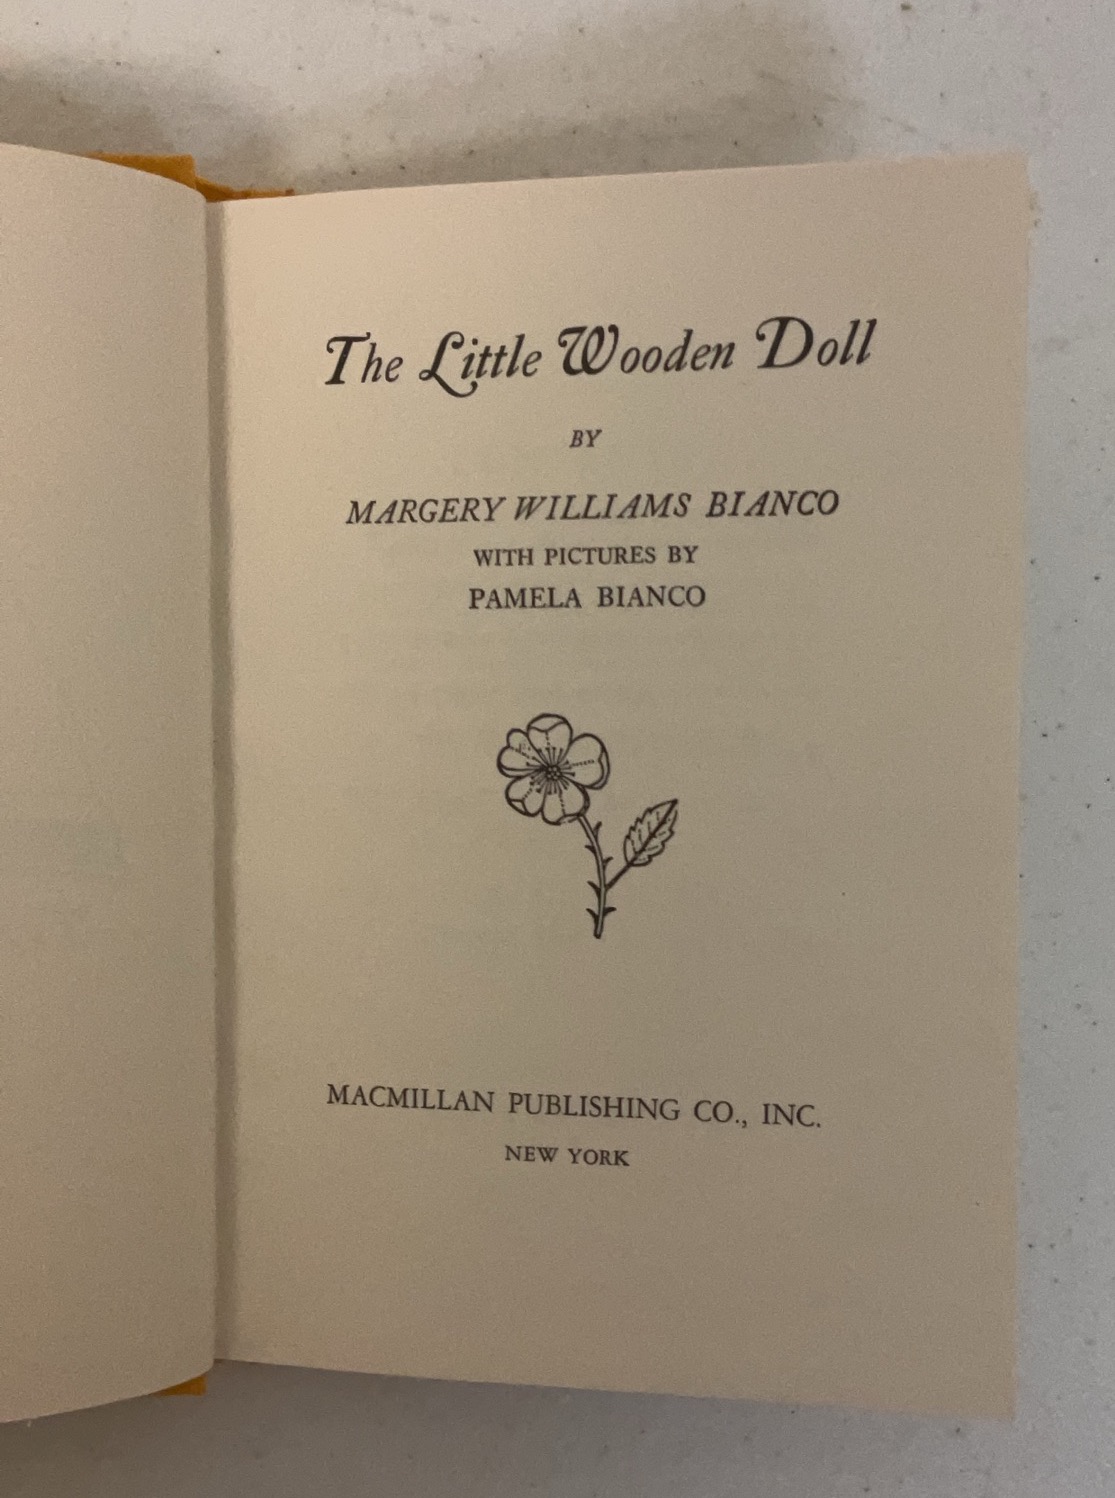 The Little Wooden Doll
BY
MARGERY WILLIAMS BIANCO
WITH PICTURES BY
PAMELA BIANCO
MACMILLAN PUBLISHING CO., INC.
NEW YORK